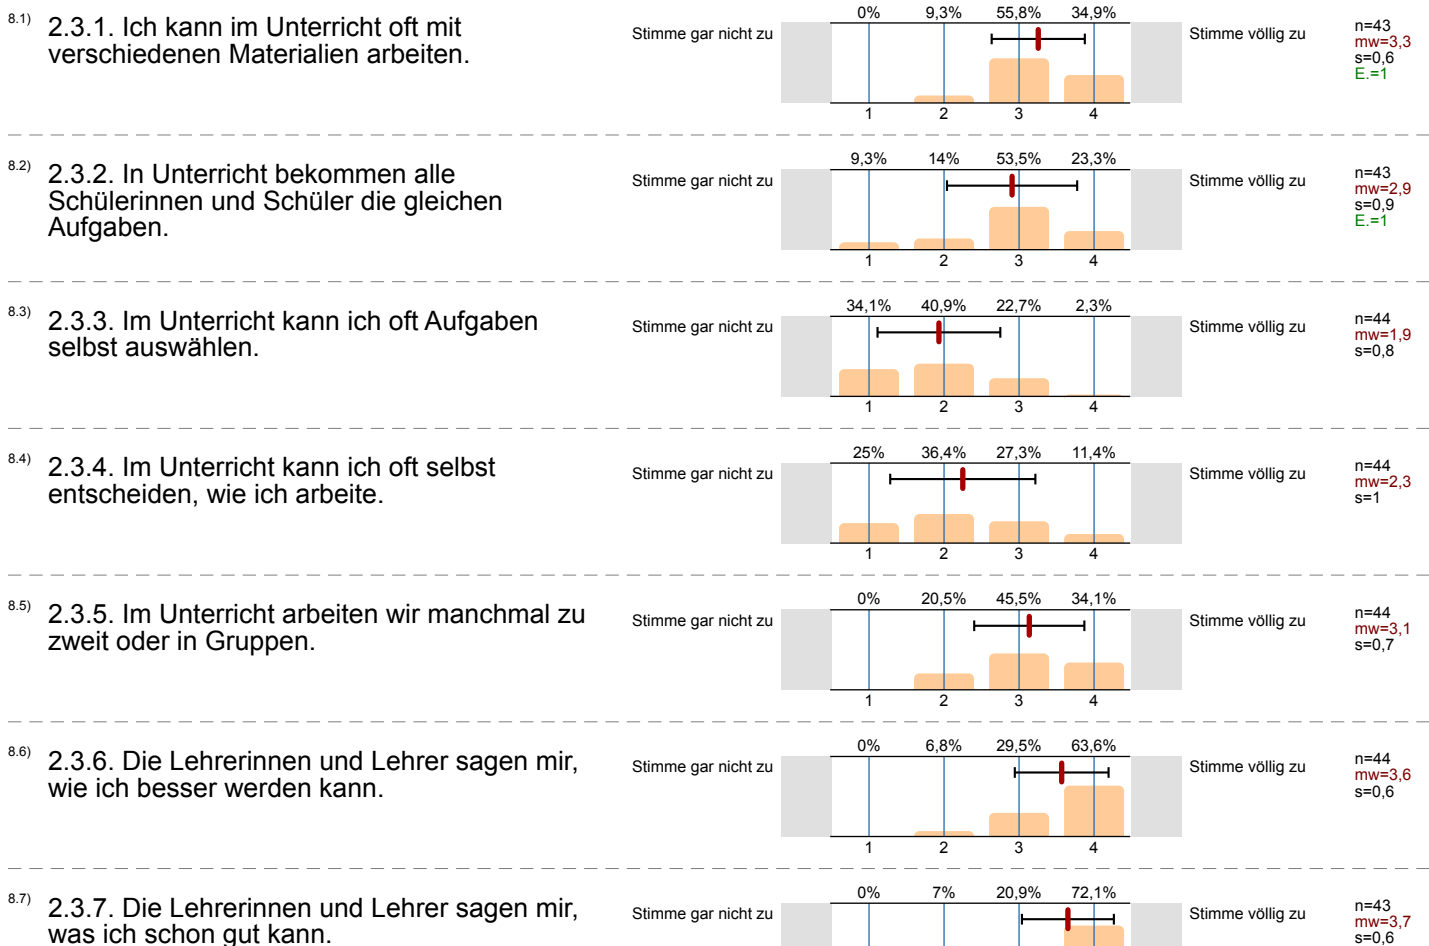 8.1) 2.3.1. Ich kann im Unterricht oft mit
verschiedenen Materialien arbeiten.
Stimme gar nicht zu
0% 9,3% 55,8% 34,9%
1 2 3 4
Stimme völlig zu
n=43
mw=3,3
s=0,6
E.=1
8.2) 2.3.2. In Unterricht bekommen alle
Schülerinnen und Schüler die gleichen
Aufgaben.
Stimme gar nicht zu
9,3% 14% 53,5% 23,3%
1 2 3 4
Stimme völlig zu
n=43
mw=2,9
s=0,9
E.=1
8.3) 2.3.3. Im Unterricht kann ich oft Aufgaben
selbst auswählen.
Stimme gar nicht zu
34,1% 40,9% 22,7% 2,3%
1 2 3 4
Stimme völlig zu
n=44
mw=1,9
s=0,8
8.4) 2.3.4. Im Unterricht kann ich oft selbst
entscheiden, wie ich arbeite.
Stimme gar nicht zu
25% 36,4% 27,3% 11,4%
1 2 3 4
Stimme völlig zu
n=44
mw=2,3
s=1
8.5) 2.3.5. Im Unterricht arbeiten wir manchmal zu
zweit oder in Gruppen.
Stimme gar nicht zu
0% 20,5% 45,5% 34,1%
1 2 3 4
Stimme völlig zu
n=44
mw=3,1
s=0,7
8.6) 2.3.6. Die Lehrerinnen und Lehrer sagen mir,
wie ich besser werden kann.
Stimme gar nicht zu
0% 6,8% 29,5% 63,6%
1 2 3 4
Stimme völlig zu
n=44
mw=3,6
s=0,6
8.7) 2.3.7. Die Lehrerinnen und Lehrer sagen mir,
was ich schon gut kann.
Stimme gar nicht zu
0% 7% 20,9% 72,1%
Stimme völlig zu
n=43
mw=3,7
s=0,6